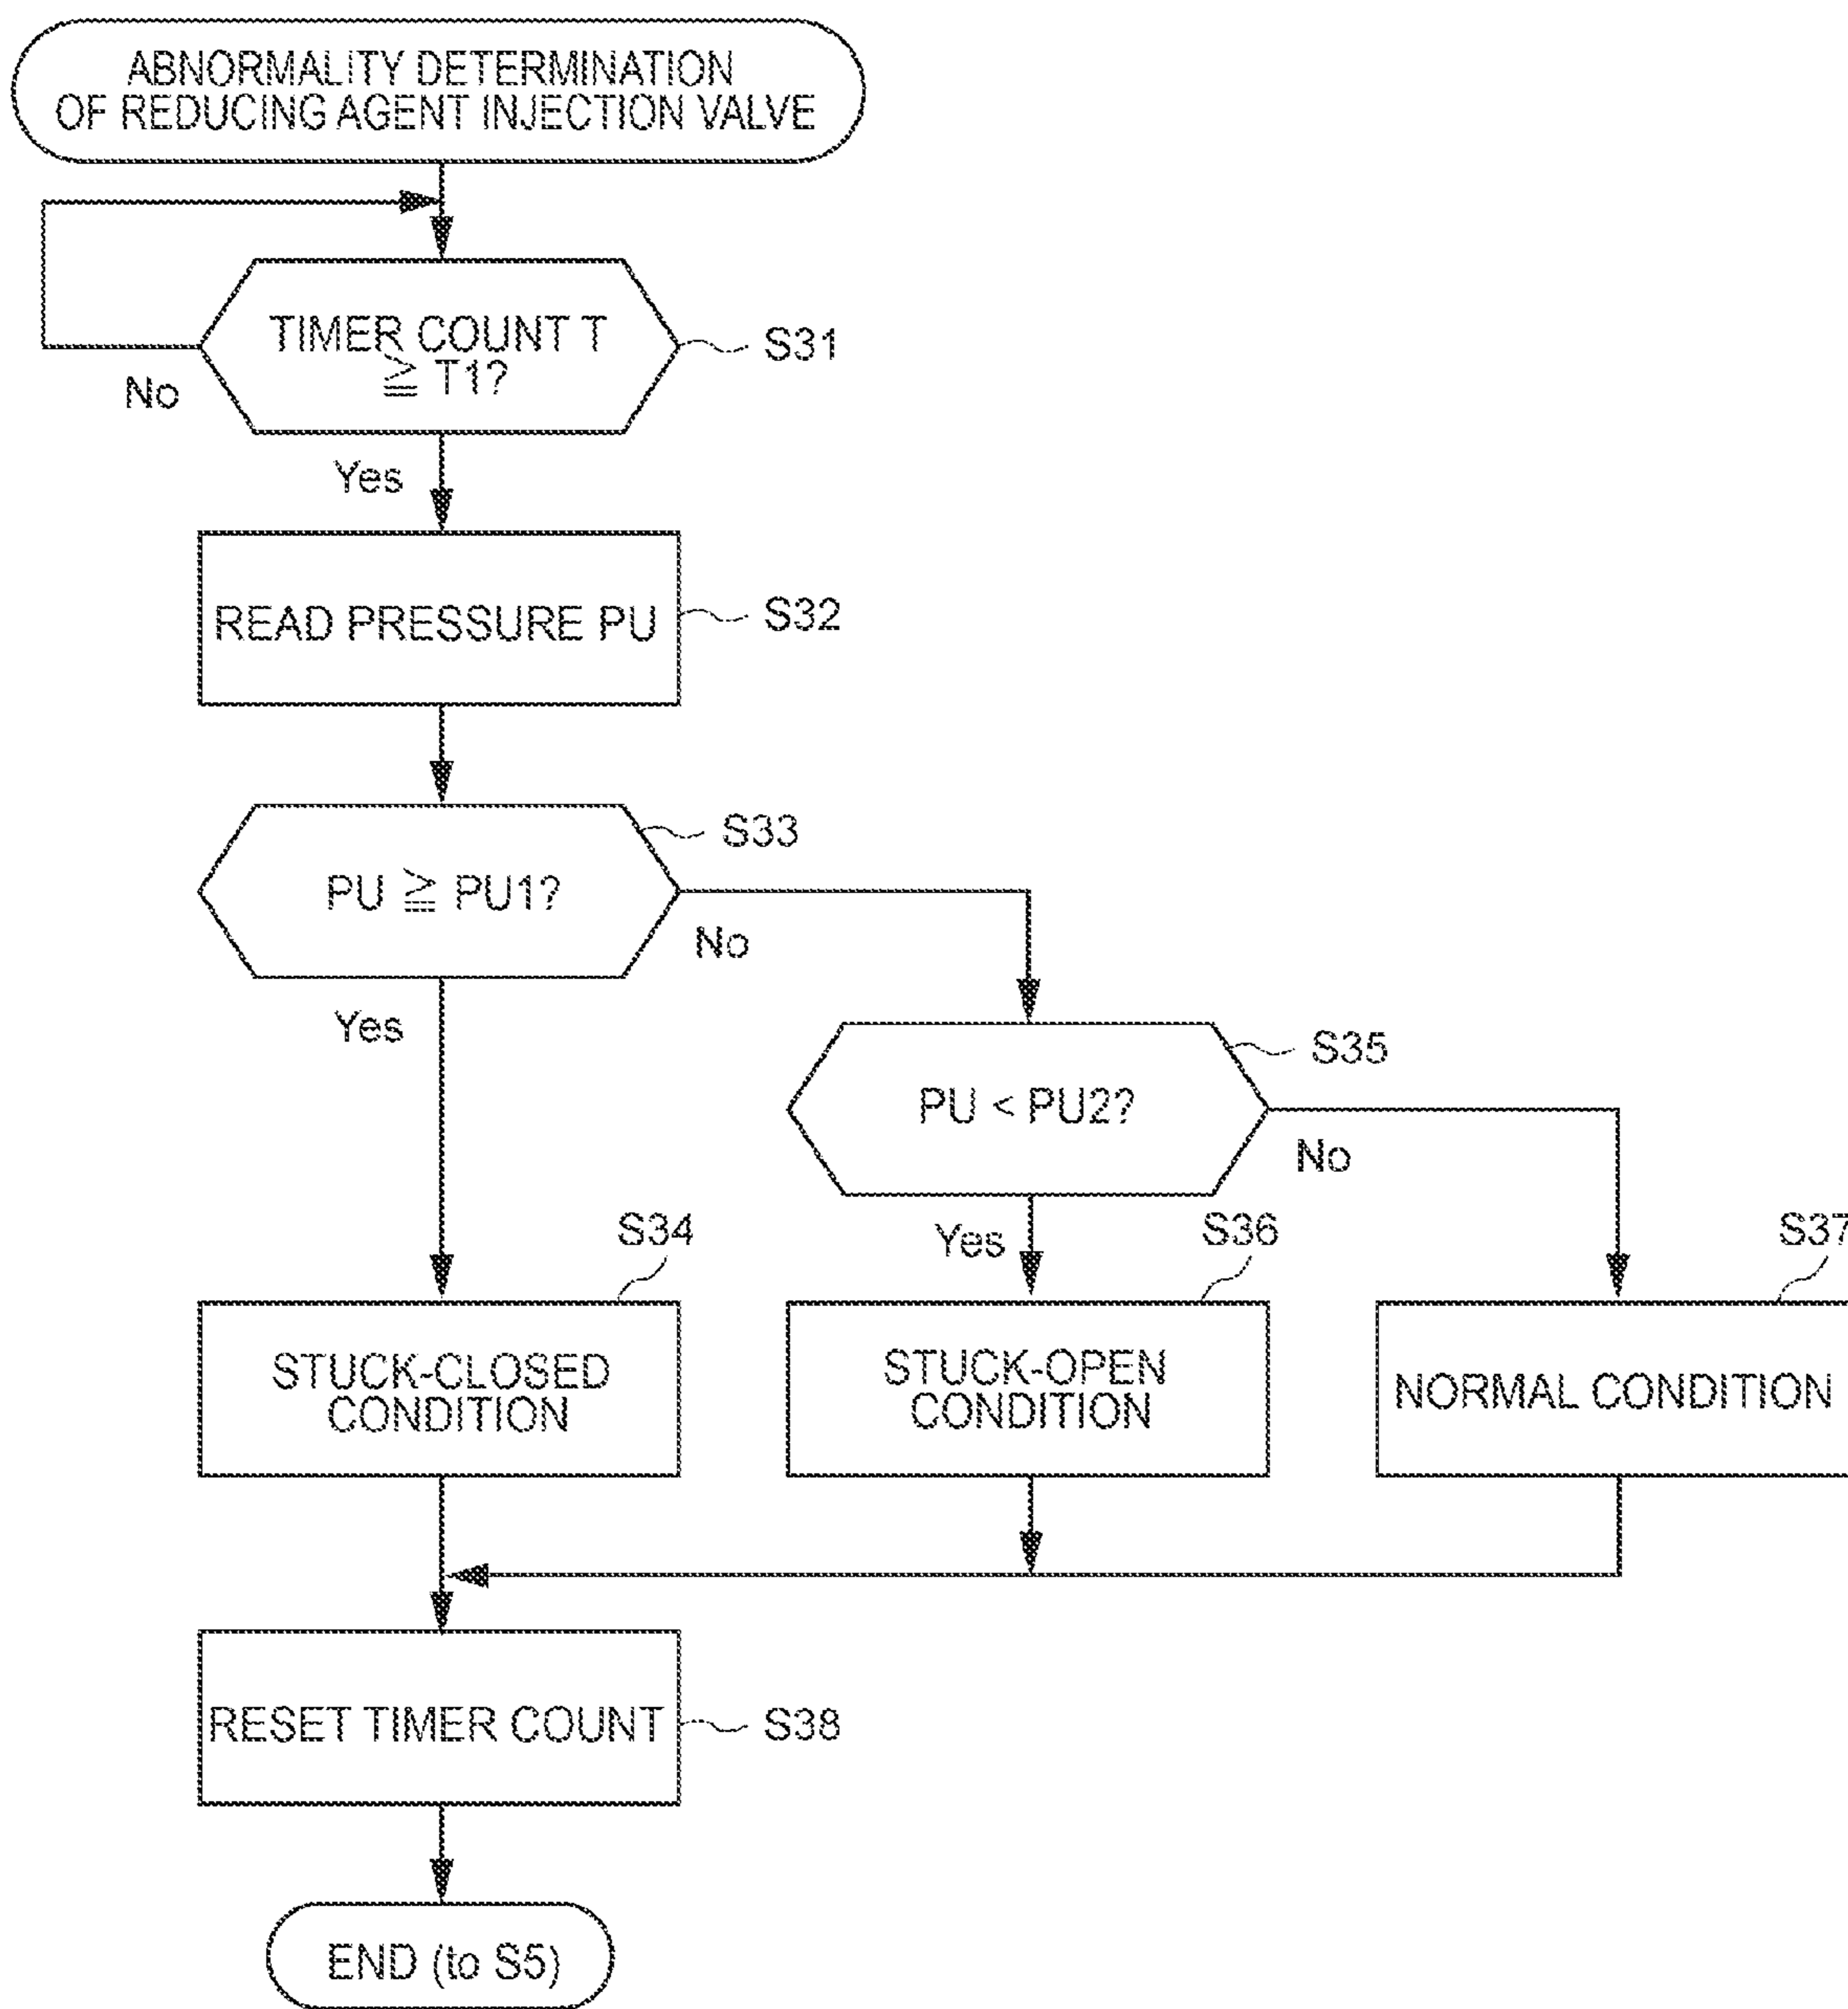 ABNORMALITY DETERMINATION
OF REDUCING AGENT INJECTION VALVE
TIMER COUNT T
≧ T1?
S31
No
Yes
READ PRESSURE PU
S32
S33
PU ≧ PU1?
No
Yes
S35
PU < PU2?
No
S34
Yes
S36
S37
STUCK-CLOSED
CONDITION
STUCK-OPEN
CONDITION
NORMAL CONDITION
RESET TIMER COUNT
S38
END (to S5)